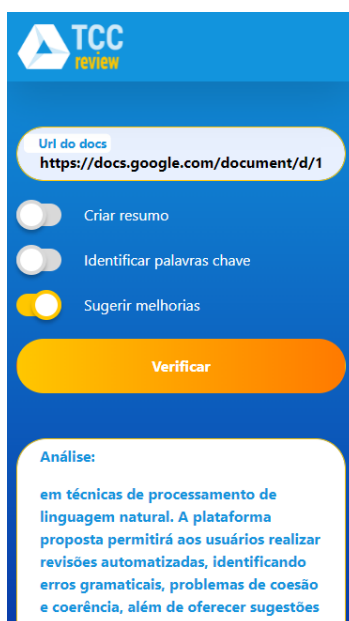 TCC
review
Url do docs
https://docs.google.com/document/d/1
Criar resumo
Identificar palavras chave
Sugerir melhorias
Verificar
Análise:
em técnicas de processamento de
linguagem natural. A plataforma
proposta permitirá aos usuários realizar
revisões automatizadas, identificando
erros gramaticais, problemas de coesão
e coerência, além de oferecer sugestões